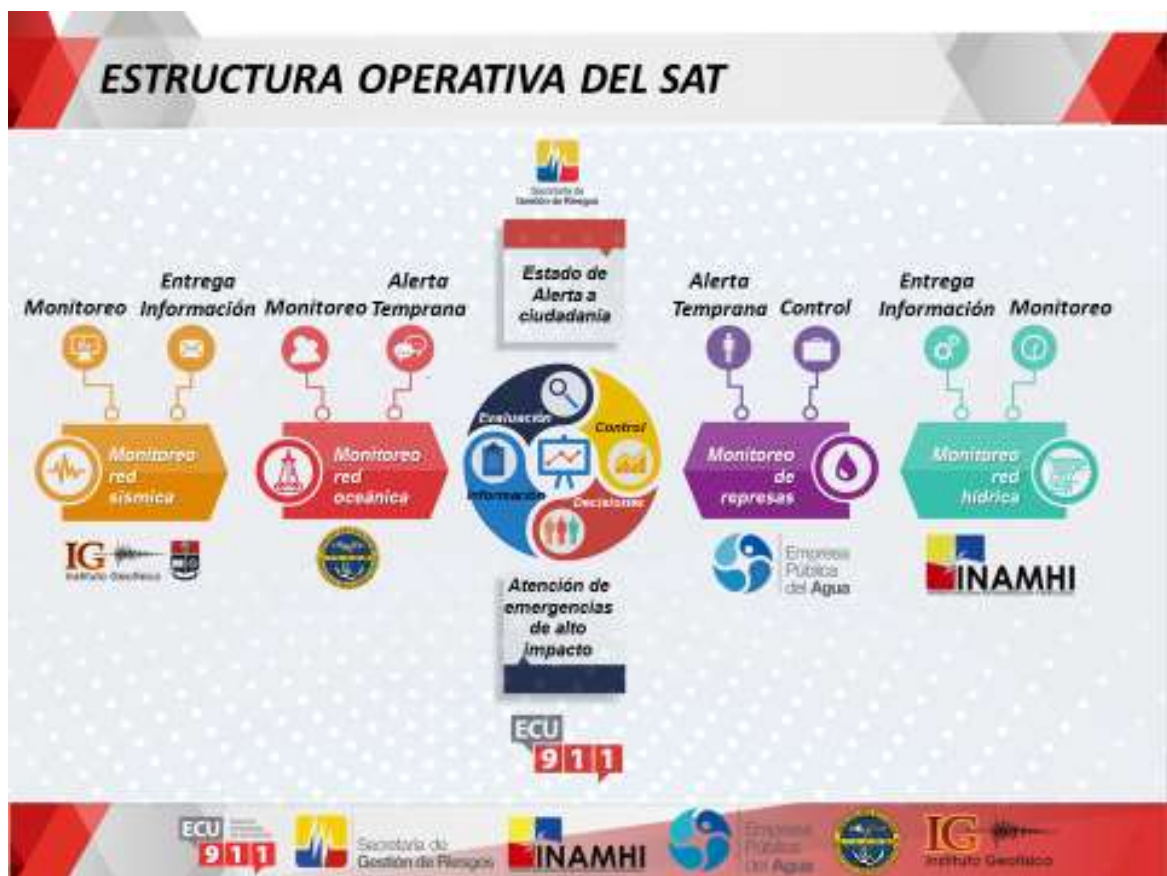 ESTRUCTURA OPERATIVA DEL SAT
Secretaría de
Gestión de Riesgos
Estado de
Alerta a
ciudadanía
Monitoreo
Entrega
Información
Monitoreo
Alerta
Temprana
Alerta
Temprana
Control
Entrega
Información
Monitoreo
Monitoreo
red
sísmica
Monitoreo
red
oceánica
Evaluación
Control
Información
Decisiones
Monitoreo
de
represas
Monitoreo
red
hídrica
IG
Instituto Geofísico
Empresa
Pública
del Agua
INAMHI
Atención de
emergencias
de alto
impacto
ECU
911
ECU
911
Secretaría de
Gestión de Riesgos
INAMHI
Empresa
Pública
del Agua
IG
Instituto Geofísico